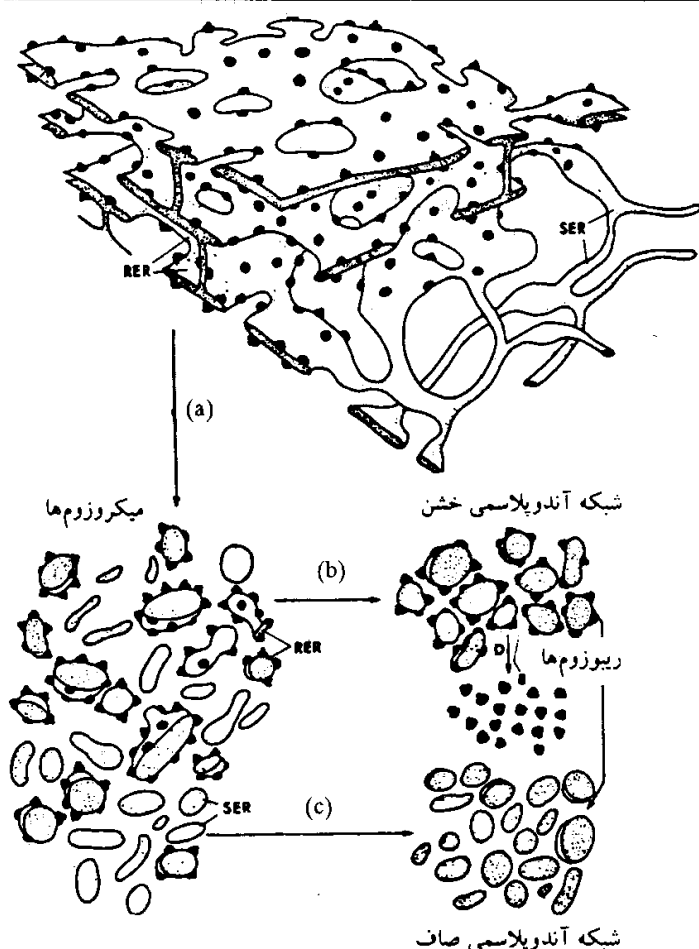 SER
RER
(a)
میکروزوم‌ها
شبکه آندوپلاسمی خشن
(b)
RER
D
ریبوزوم‌ها
SER
(c)
شبکه آندوپلاسمی صاف